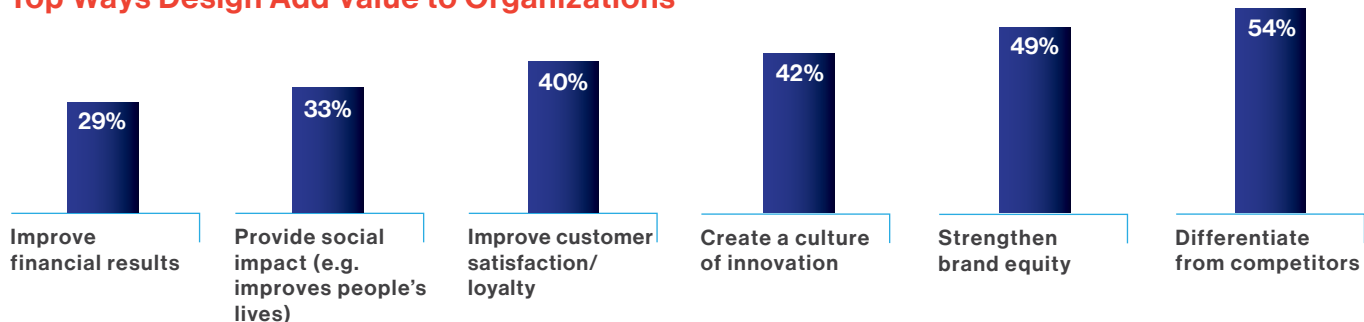 Top Ways Design Add Value to Organizations
29%
33%
40%
42%
49%
54%
Improve
financial results
Provide social
impact (e.g.
improves people's
lives)
Improve customer
satisfaction/
loyalty
Create a culture
of innovation
Strengthen
brand equity
Differentiate
from competitors